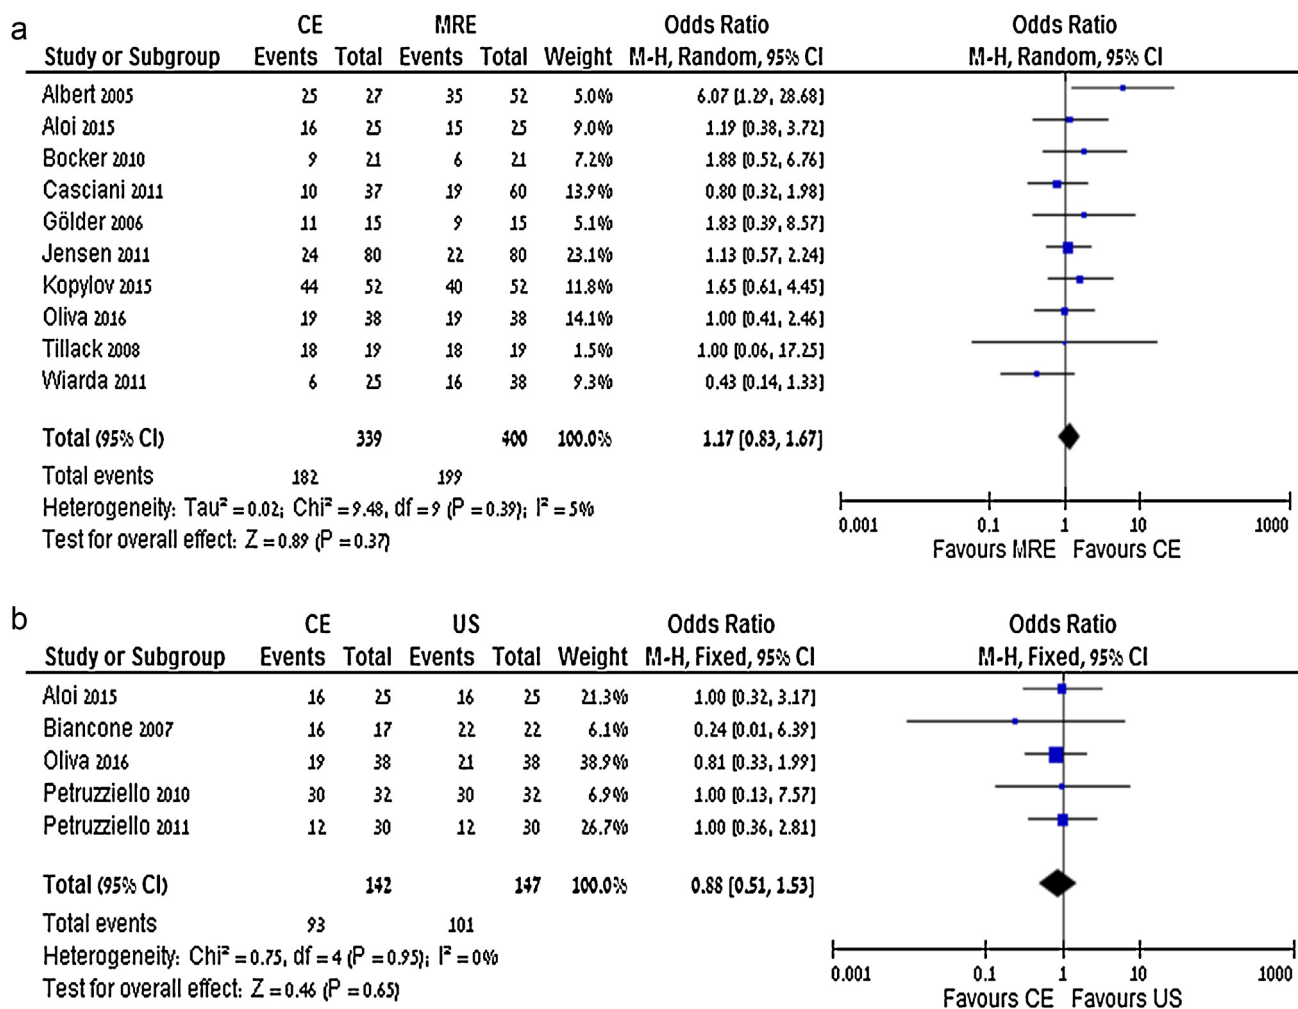 a
CE MRE Odds Ratio Odds Ratio
Study or Subgroup Events Total Events Total Weight M-H, Random, 95% CI M-H, Random, 95% CI
Albert 2005 25 27 35 52 5.0% 6.07 [1.29, 28.68]
Aloi 2015 16 25 15 25 9.0% 1.19 [0.38, 3.72]
Bocker 2010 9 21 6 21 7.2% 1.88 [0.52, 6.76]
Casciani 2011 10 37 19 60 13.9% 0.80 [0.32, 1.98]
Gölder 2006 11 15 9 15 5.1% 1.83 [0.39, 8.57]
Jensen 2011 24 80 22 80 23.1% 1.13 [0.57, 2.24]
Kopylov 2015 44 52 40 52 11.8% 1.65 [0.61, 4.45]
Oliva 2016 19 38 19 38 14.1% 1.00 [0.41, 2.46]
Tillack 2008 18 19 18 19 1.5% 1.00 [0.06, 17.25]
Wiarda 2011 6 25 16 38 9.3% 0.43 [0.14, 1.33]
Total (95% CI) 339 400 100.0% 1.17 [0.83, 1.67]
Total events 182 199
Heterogeneity: Tau² = 0.02; Chi² = 9.48, df = 9 (P = 0.39); I² = 5%
Test for overall effect: Z = 0.89 (P = 0.37)
0.001 0.1 1 10 1000
Favours MRE Favours CE
b
CE US Odds Ratio Odds Ratio
Study or Subgroup Events Total Events Total Weight M-H, Fixed, 95% CI M-H, Fixed, 95% CI
Aloi 2015 16 25 16 25 21.3% 1.00 [0.32, 3.17]
Biancone 2007 16 17 22 22 6.1% 0.24 [0.01, 6.39]
Oliva 2016 19 38 21 38 38.9% 0.81 [0.33, 1.99]
Petruzziello 2010 30 32 30 32 6.9% 1.00 [0.13, 7.57]
Petruzziello 2011 12 30 12 30 26.7% 1.00 [0.36, 2.81]
Total (95% CI) 142 147 100.0% 0.88 [0.51, 1.53]
Total events 93 101
Heterogeneity: Chi² = 0.75, df = 4 (P = 0.95); I² = 0%
Test for overall effect: Z = 0.46 (P = 0.65)
0.001 0.1 1 10 1000
Favours CE Favours US